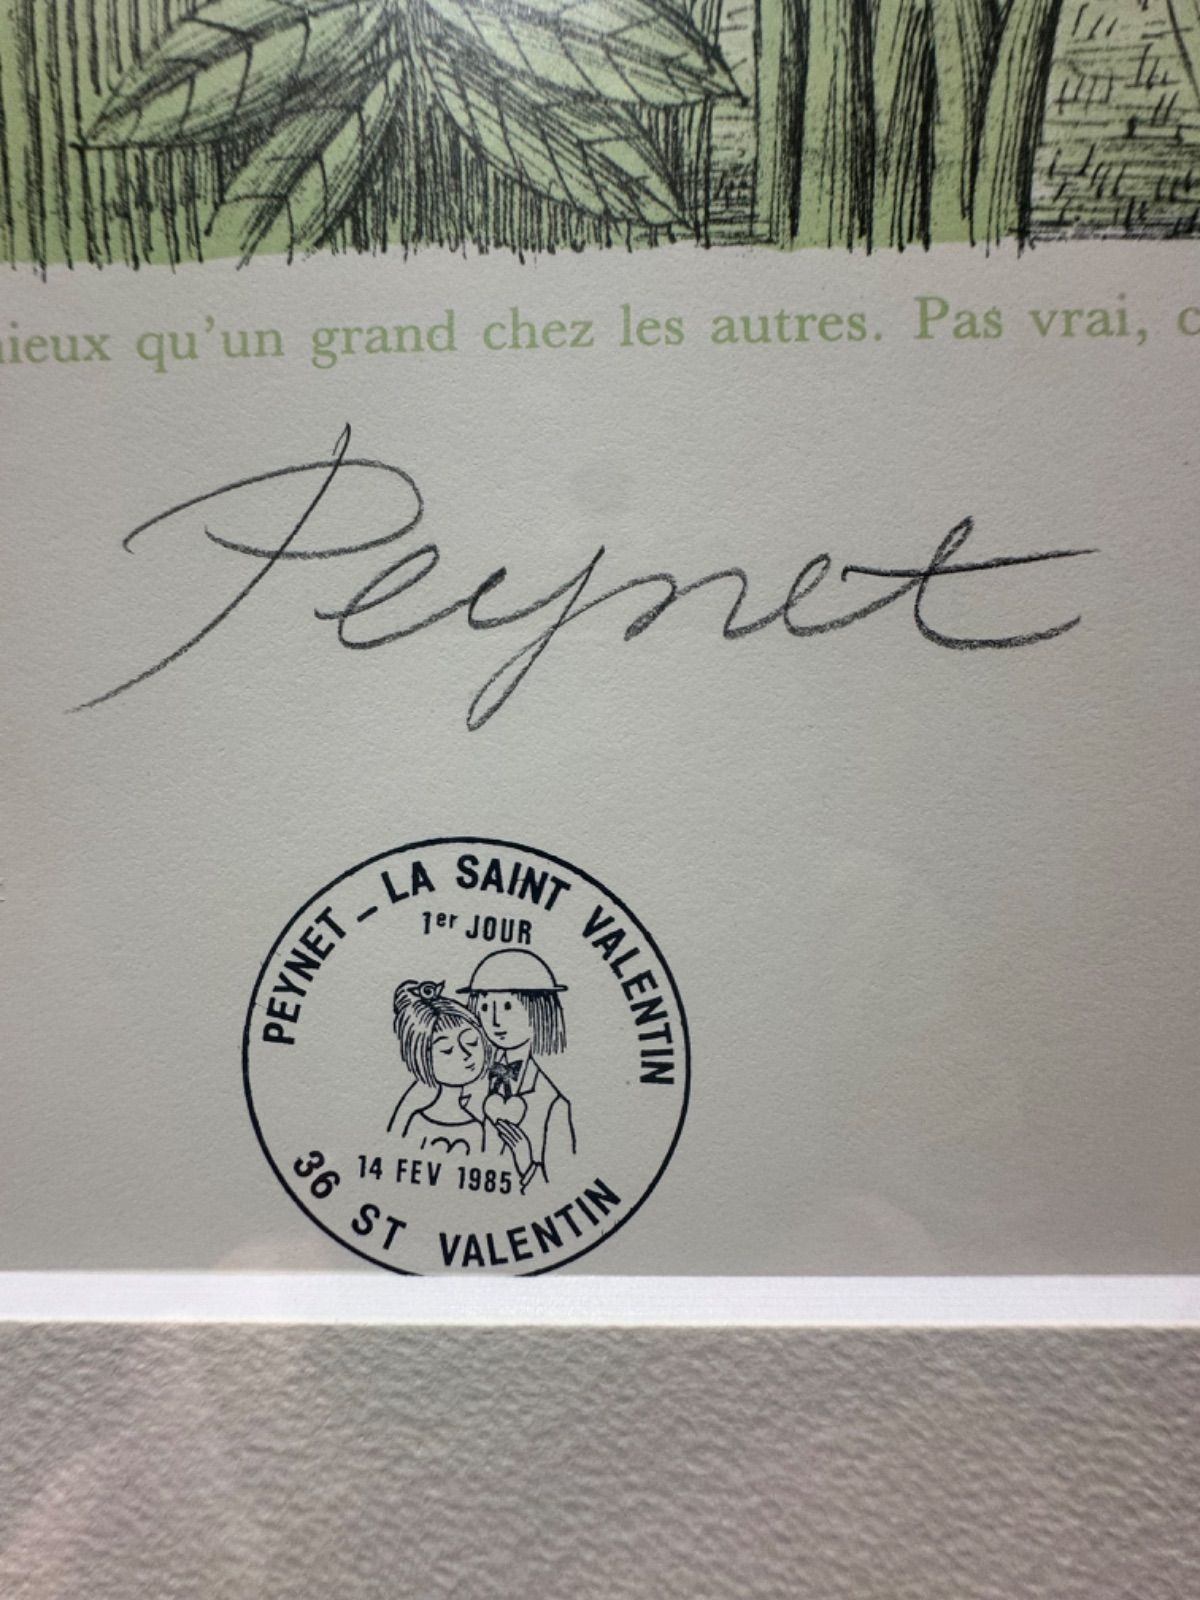 qu'un grand chez les autres. Pas vrai,
Peynet
PEYNET – LA SAINT VALENTIN
1er JOUR
14 FEV 1985
36 ST VALENTIN